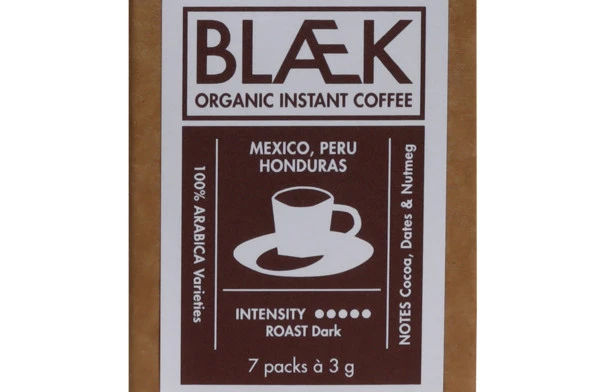 BLÆK
ORGANIC INSTANT COFFEE
MEXICO, PERU
HONDURAS
100% ARABICA Varieties
NOTES Cocoa, Dates & Nutmeg
INTENSITY ●●●●●
ROAST Dark
7 packs à 3 g